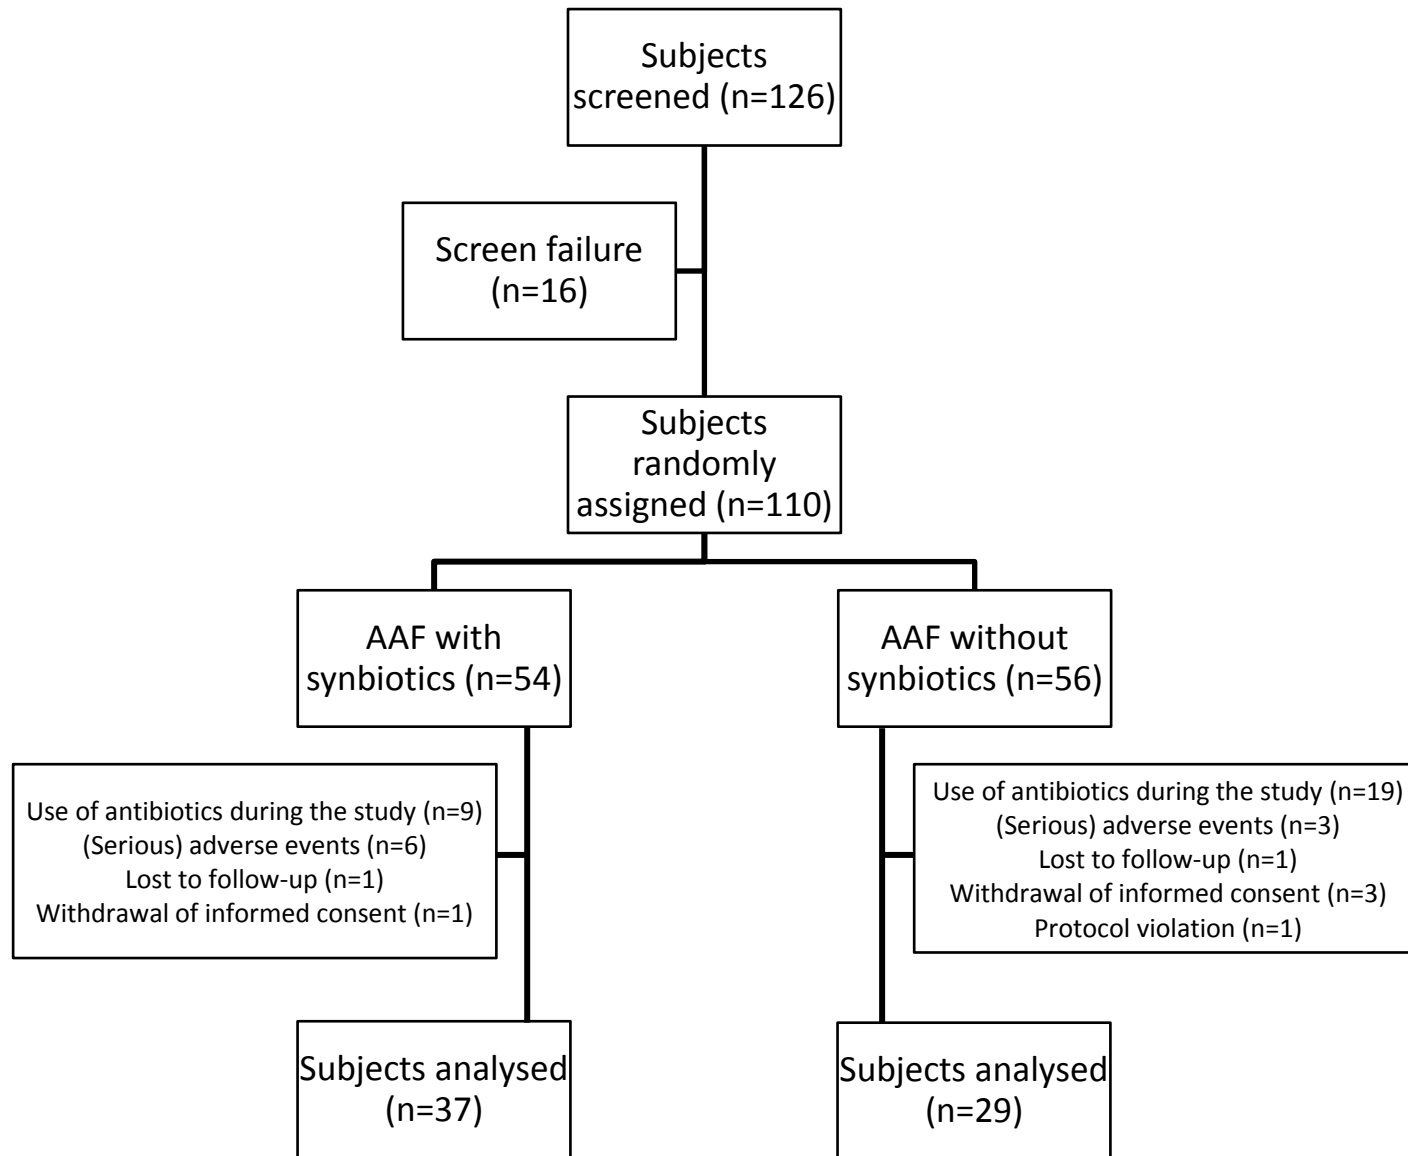 Subjects
screened (n=126)
Screen failure
(n=16)
Subjects
randomly
assigned (n=110)
AAF with
synbiotics (n=54)
AAF without
synbiotics (n=56)
Use of antibiotics during the study (n=9)
(Serious) adverse events (n=6)
Lost to follow-up (n=1)
Withdrawal of informed consent (n=1)
Use of antibiotics during the study (n=19)
(Serious) adverse events (n=3)
Lost to follow-up (n=1)
Withdrawal of informed consent (n=3)
Protocol violation (n=1)
Subjects analysed
(n=37)
Subjects analysed
(n=29)